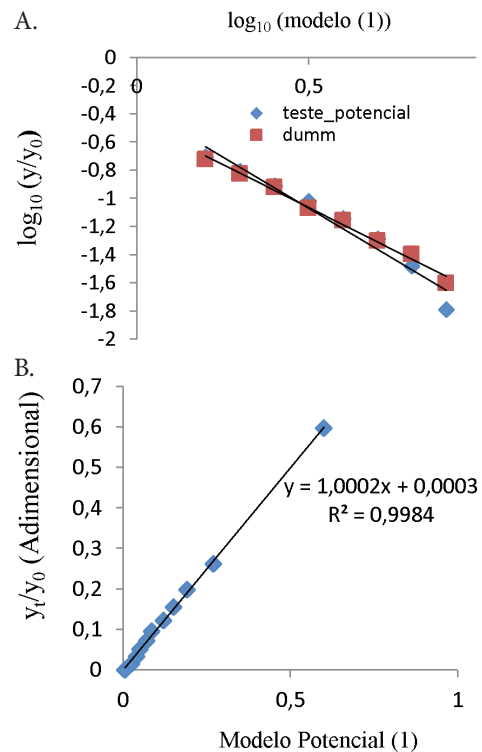 A.
log₁₀ (modelo (1))
0
0
0,5
-0,2
-0,4
-0,6
-0,8
-1
-1,2
-1,4
-1,6
-1,8
-2
log₁₀ (y/y₀)
teste_potencial
dumm
B.
0,7
0,6
0,5
0,4
0,3
0,2
0,1
0
yₜ/y₀ (Adimensional)
y = 1,0002x + 0,0003
R² = 0,9984
0
0,5
1
Modelo Potencial (1)